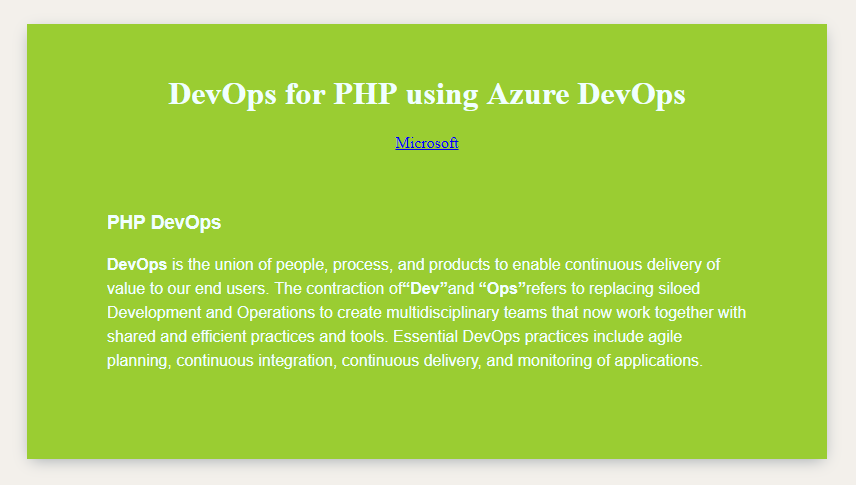 DevOps for PHP using Azure DevOps
Microsoft
PHP DevOps
DevOps is the union of people, process, and products to enable continuous delivery of
value to our end users. The contraction of“Dev”and “Ops”refers to replacing siloed
Development and Operations to create multidisciplinary teams that now work together with
shared and efficient practices and tools. Essential DevOps practices include agile
planning, continuous integration, continuous delivery, and monitoring of applications.